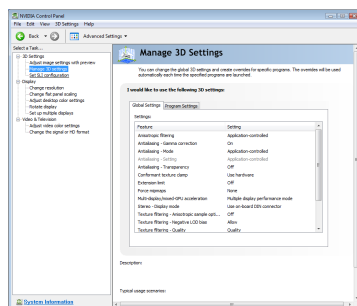 NVIDIA Control Panel
File Edit View 3D Settings Help
Back Advanced Settings
Select a Task...
3D Settings
Adjust image settings with preview
Manage 3D settings
Set SLI configuration
Display
Change resolution
Change flat panel scaling
Adjust desktop color settings
Rotate display
Set up multiple displays
Video & Television
Adjust video color settings
Change the signal or HD format
System Information
Manage 3D Settings
You can change the global 3D settings and create overrides for specific programs. The overrides will be used
automatically each time the specified programs are launched.
I would like to use the following 3D settings:
Global Settings Program Settings
Settings:
Feature Setting
Anisotropic filtering Application-controlled
Antialiasing - Gamma correction On
Antialiasing - Mode Application-controlled
Antialiasing - Setting Application-controlled
Antialiasing - Transparency Off
Conformant texture clamp Use hardware
Extension limit Off
Force mipmaps None
Multi-display/mixed-GPU acceleration Multiple display performance mode
Stereo - Display mode Use on-board DIN connector
Texture filtering - Anisotropic sample opti... Off
Texture filtering - Negative LOD bias Allow
Texture filtering - Quality Quality
Description:
Typical usage scenarios: